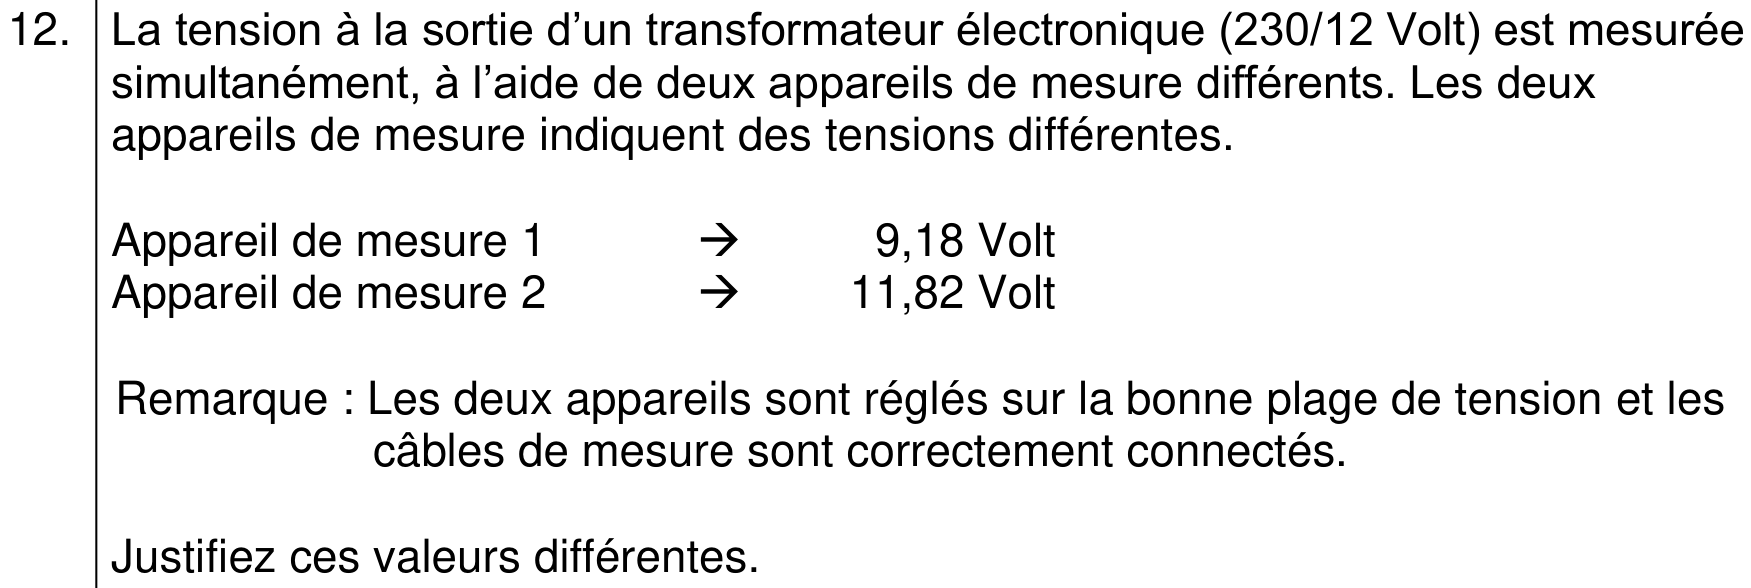 12. La tension à la sortie d’un transformateur électronique (230/12 Volt) est mesurée
simultanément, à l’aide de deux appareils de mesure différents. Les deux
appareils de mesure indiquent des tensions différentes.
Appareil de mesure 1 → 9,18 Volt
Appareil de mesure 2 → 11,82 Volt
Remarque : Les deux appareils sont réglés sur la bonne plage de tension et les
câbles de mesure sont correctement connectés.
Justifiez ces valeurs différentes.